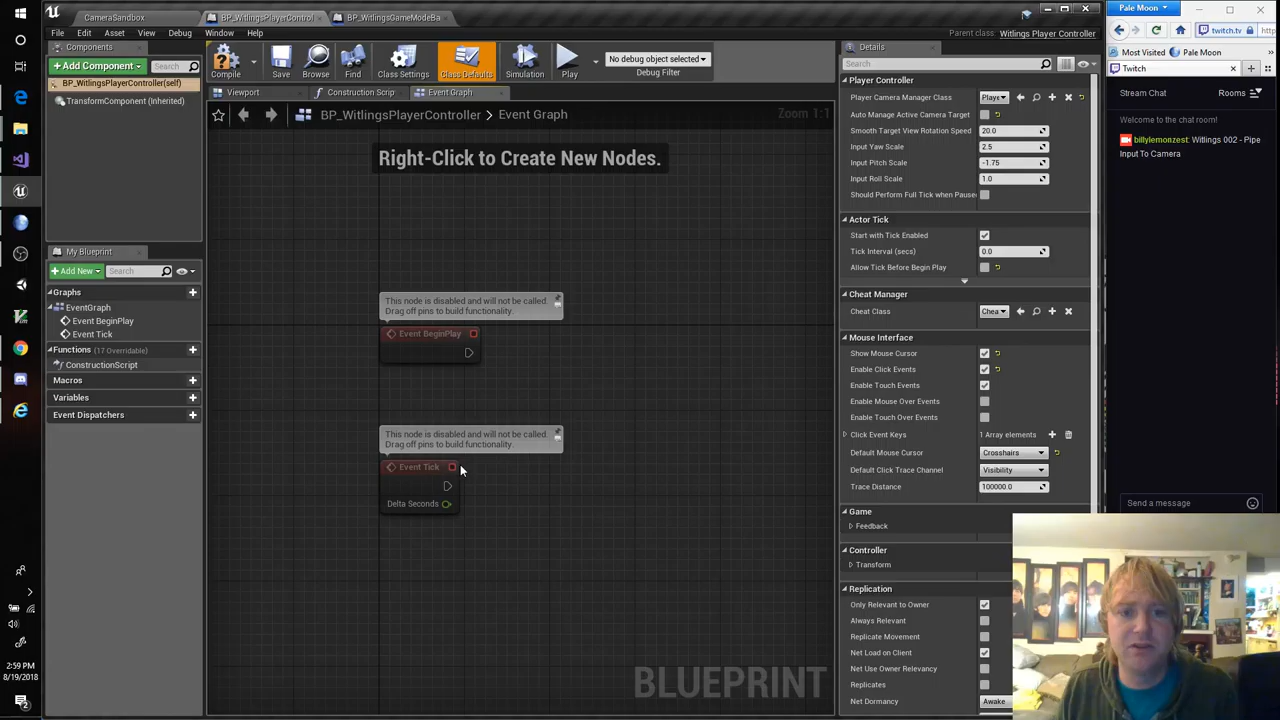 CameraSandbox
BP_WitlingsPlayerControl
BP_WitlingsGameModeBa
Parent class: Witlings Player Controller
File Edit Asset View Debug Window Help
Components
+ Add Component
Search
BP_WitlingsPlayerController(self)
TransformComponent (Inherited)
Compile
Save
Browse
Find
Class Settings
Class Defaults
Simulation
Play
No debug object selected
Debug Filter
Viewport
Construction Scrip
Event Graph
BP_WitlingsPlayerController > Event Graph
Zoom 1:1
Right-Click to Create New Nodes.
This node is disabled and will not be called.
Drag off pins to build functionality.
Event BeginPlay
This node is disabled and will not be called.
Drag off pins to build functionality.
Event Tick
Delta Seconds
BLUEPRINT
My Blueprint
+ Add New
Search
Graphs
EventGraph
Event BeginPlay
Event Tick
Functions (17 Overridable)
ConstructionScript
Macros
Variables
Event Dispatchers
Details
Search
Player Controller
Player Camera Manager Class
Playe
Auto Manage Active Camera Target
Smooth Target View Rotation Speed
20.0
Input Yaw Scale
2.5
Input Pitch Scale
-1.75
Input Roll Scale
1.0
Should Perform Full Tick when Pause
Actor Tick
Start with Tick Enabled
Tick Interval (secs)
0.0
Allow Tick Before Begin Play
Cheat Manager
Cheat Class
Chea
Mouse Interface
Show Mouse Cursor
Enable Click Events
Enable Touch Events
Enable Mouse Over Events
Enable Touch Over Events
Click Event Keys
1 Array elements
Default Mouse Cursor
Crosshairs
Default Click Trace Channel
Visibility
Trace Distance
100000.0
Game
Feedback
Controller
Transform
Replication
Only Relevant to Owner
Always Relevant
Replicate Movement
Net Load on Client
Net Use Owner Relevancy
Replicates
Net Dormancy
Awake
Pale Moon
twitch.tv
Most Visited
Pale Moon
Twitch
Stream Chat
Rooms
Welcome to the chat room!
billylemonzest: Witlings 002 - Pipe
Input To Camera
Send a message
2:59 PM
8/19/2018
2